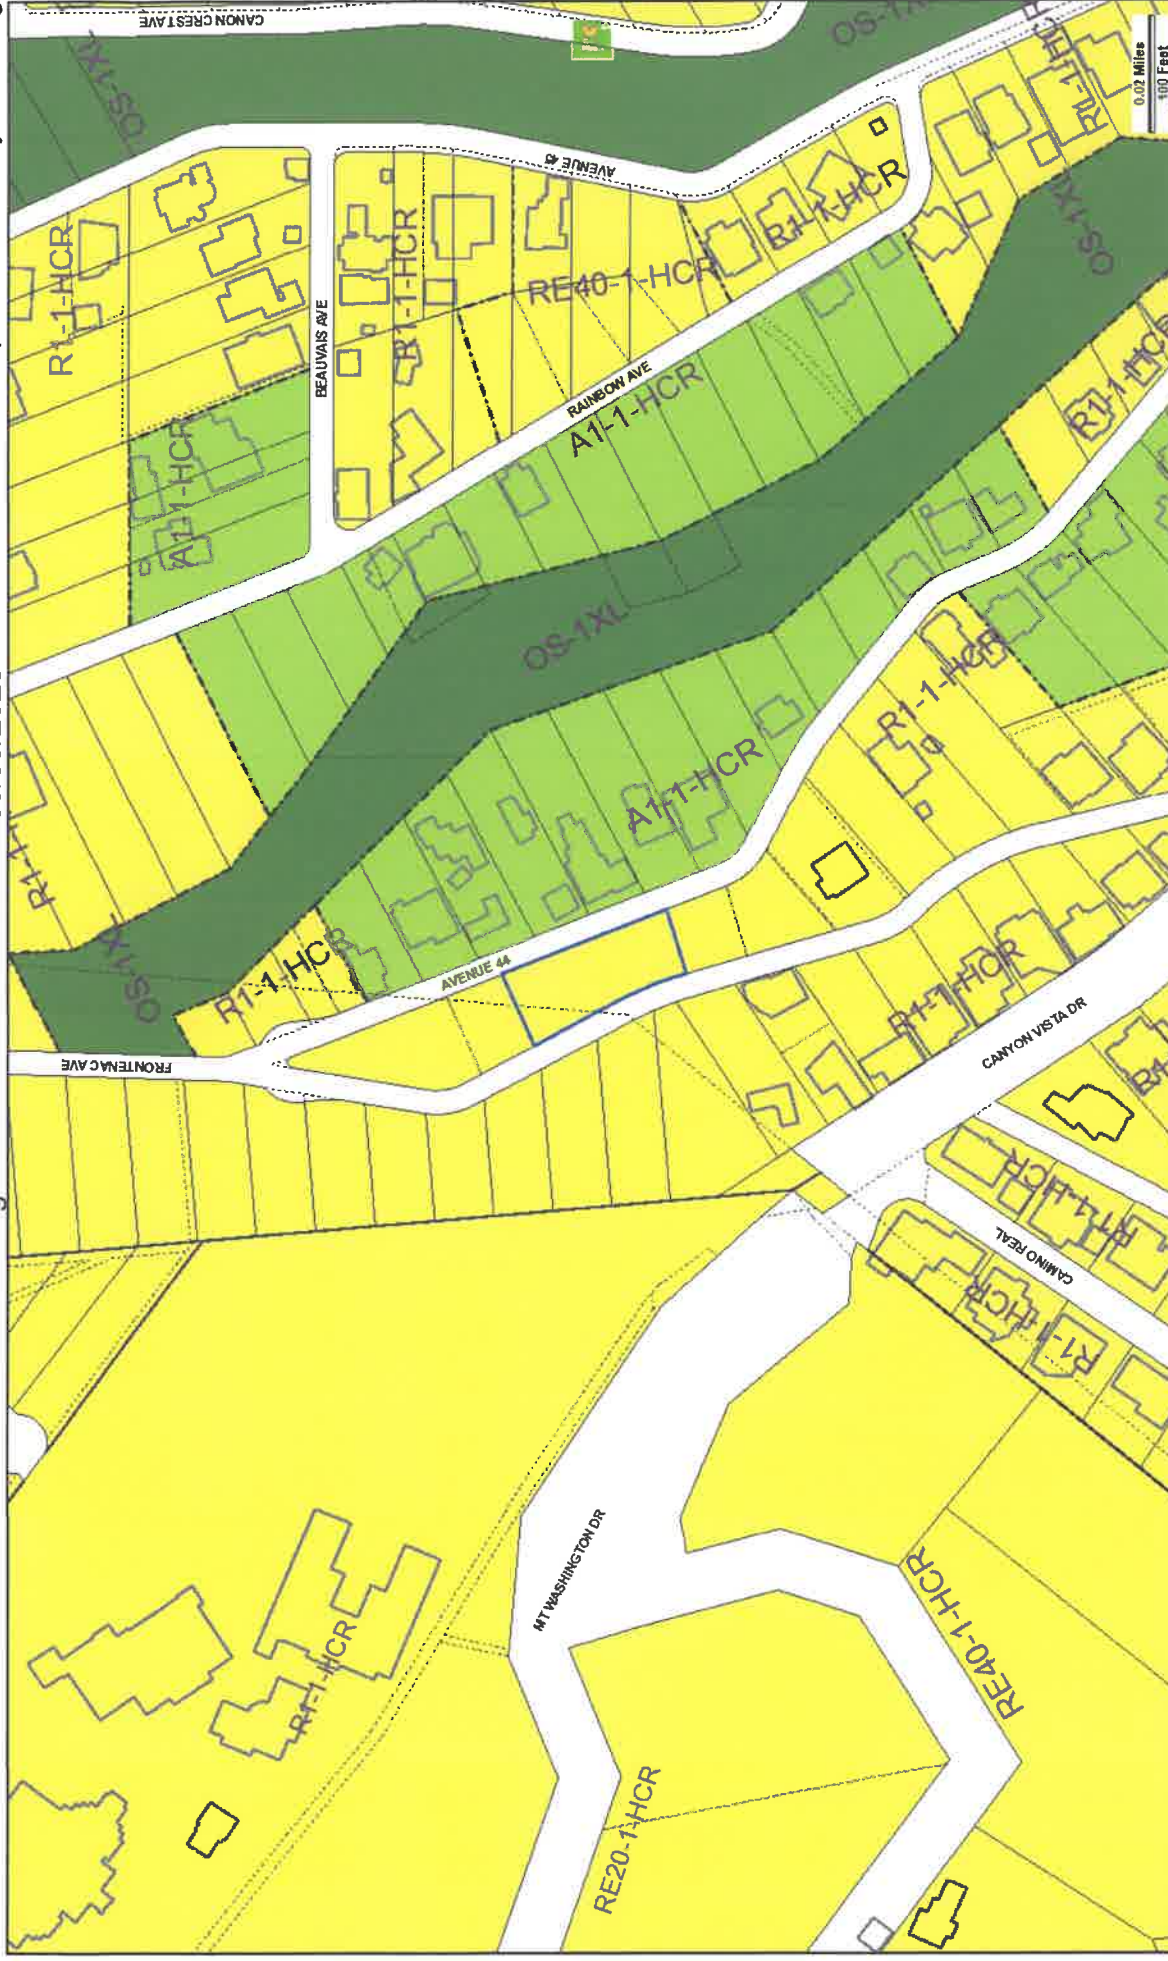 CANON CREST AVE
OS-1XL
OS-1X
R1-1-HCR
AVENUE 45
R1-1-HCR
R1-1-HCR
R1-1-HCR
0.02 Miles
100 Feet
RE40-1-HCR
OS-1XL
BEAUVAIS AVE
RAINBOW AVE
A1-1-HCR
A1-1-HCR
R1-1-HCR
OS-1XL
R1-1-HCR
A1-1-HCR
R1-1-
OS-1XL
R1-1-HCR
AVENUE 44
R1-1-HCR
FRONTENAC AVE
CANYON VISTA DR
R1-
R1-1-HCR
CAMINO REAL
R1-1-HCR
MT WASHINGTON DR
R1-1-HCR
RE40-1-HCR
RE20-1-HCR